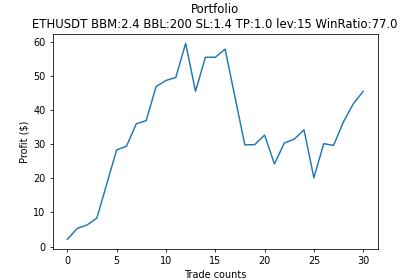 Portfolio
ETHUSDT BBM:2.4 BBL:200 SL:1.4 TP:1.0 lev:15 WinRatio:77.0
60
50
40
30
20
10
0
Profit ($)
0 5 10 15 20 25 30
Trade counts